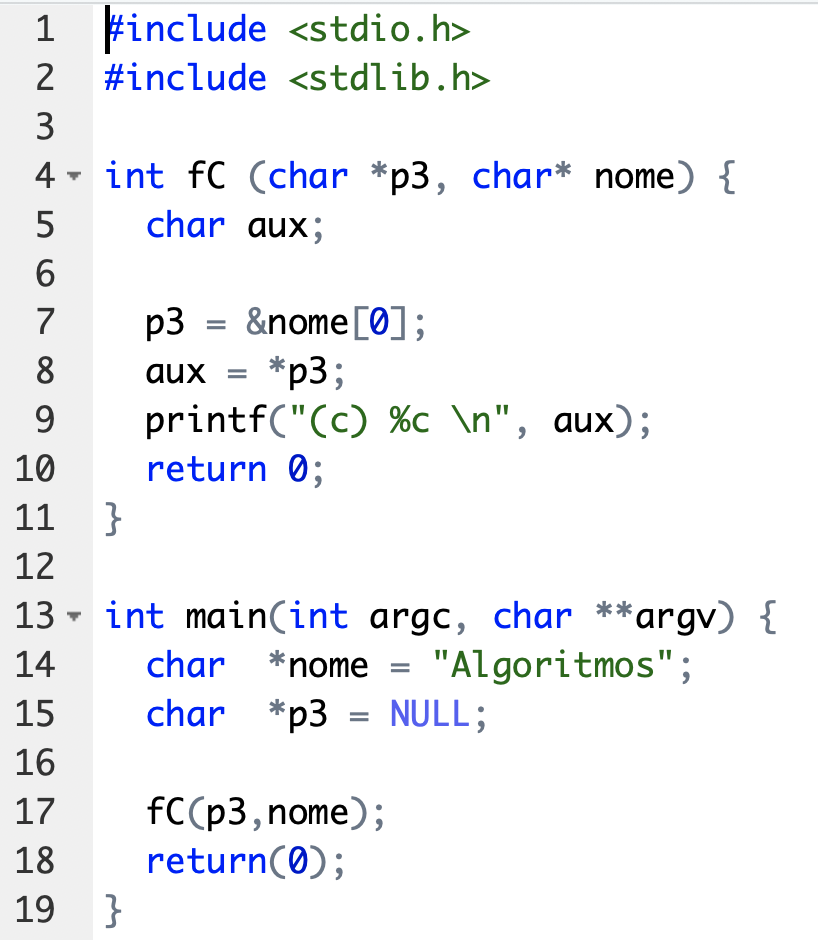 1 #include <stdio.h>
2 #include <stdlib.h>
3
4 int fC (char *p3, char* nome) {
5   char aux;
6
7   p3 = &nome[0];
8   aux = *p3;
9   printf("(c) %c \n", aux);
10   return 0;
11 }
12
13 int main(int argc, char **argv) {
14   char  *nome = "Algoritmos";
15   char  *p3 = NULL;
16
17   fC(p3,nome);
18   return(0);
19 }